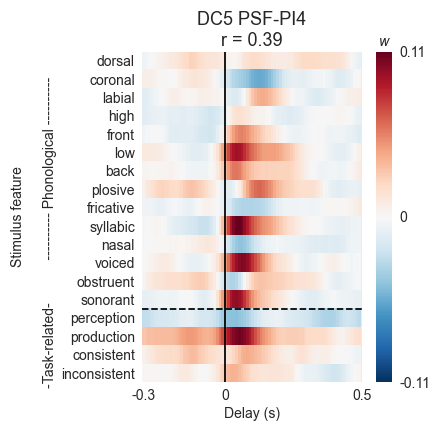 DC5 PSF-PI4
r = 0.39
w
dorsal
coronal
labial
high
front
low
back
plosive
fricative
syllabic
nasal
voiced
obstruent
sonorant
perception
production
consistent
inconsistent
Stimulus feature
-Task-related- ---------- Phonological ----------
0.11
0
-0.11
-0.3
0
0.5
Delay (s)